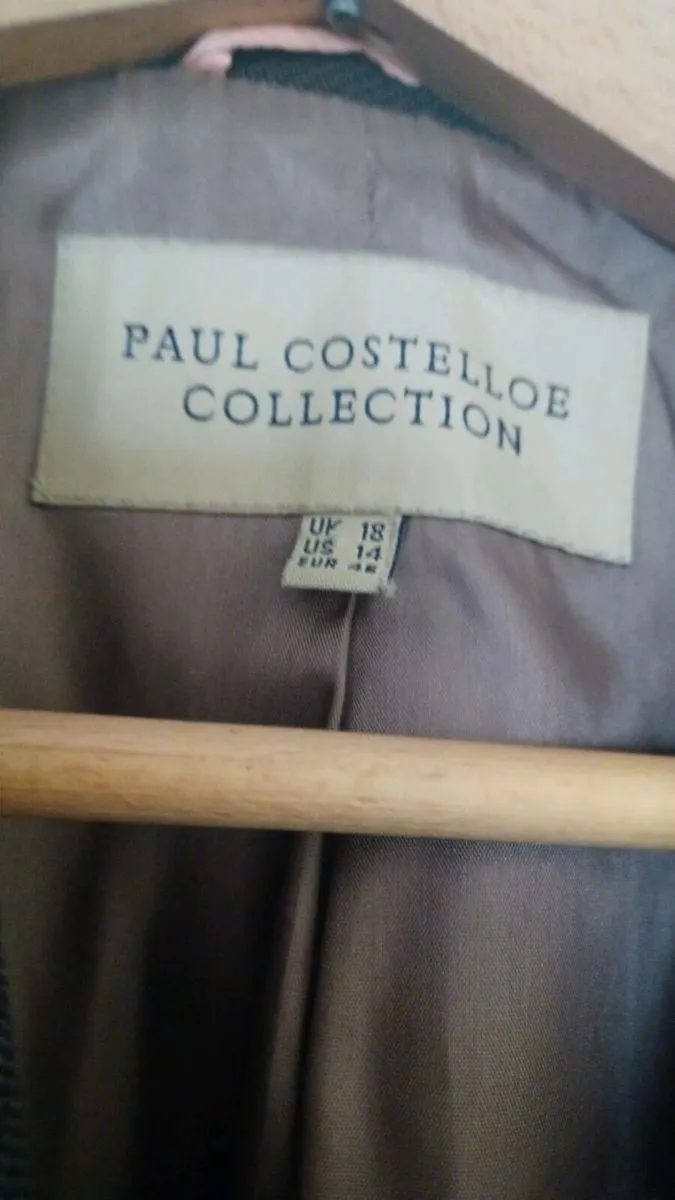 PAUL COSTELLOE
COLLECTION
UK 18
US 14
EUR